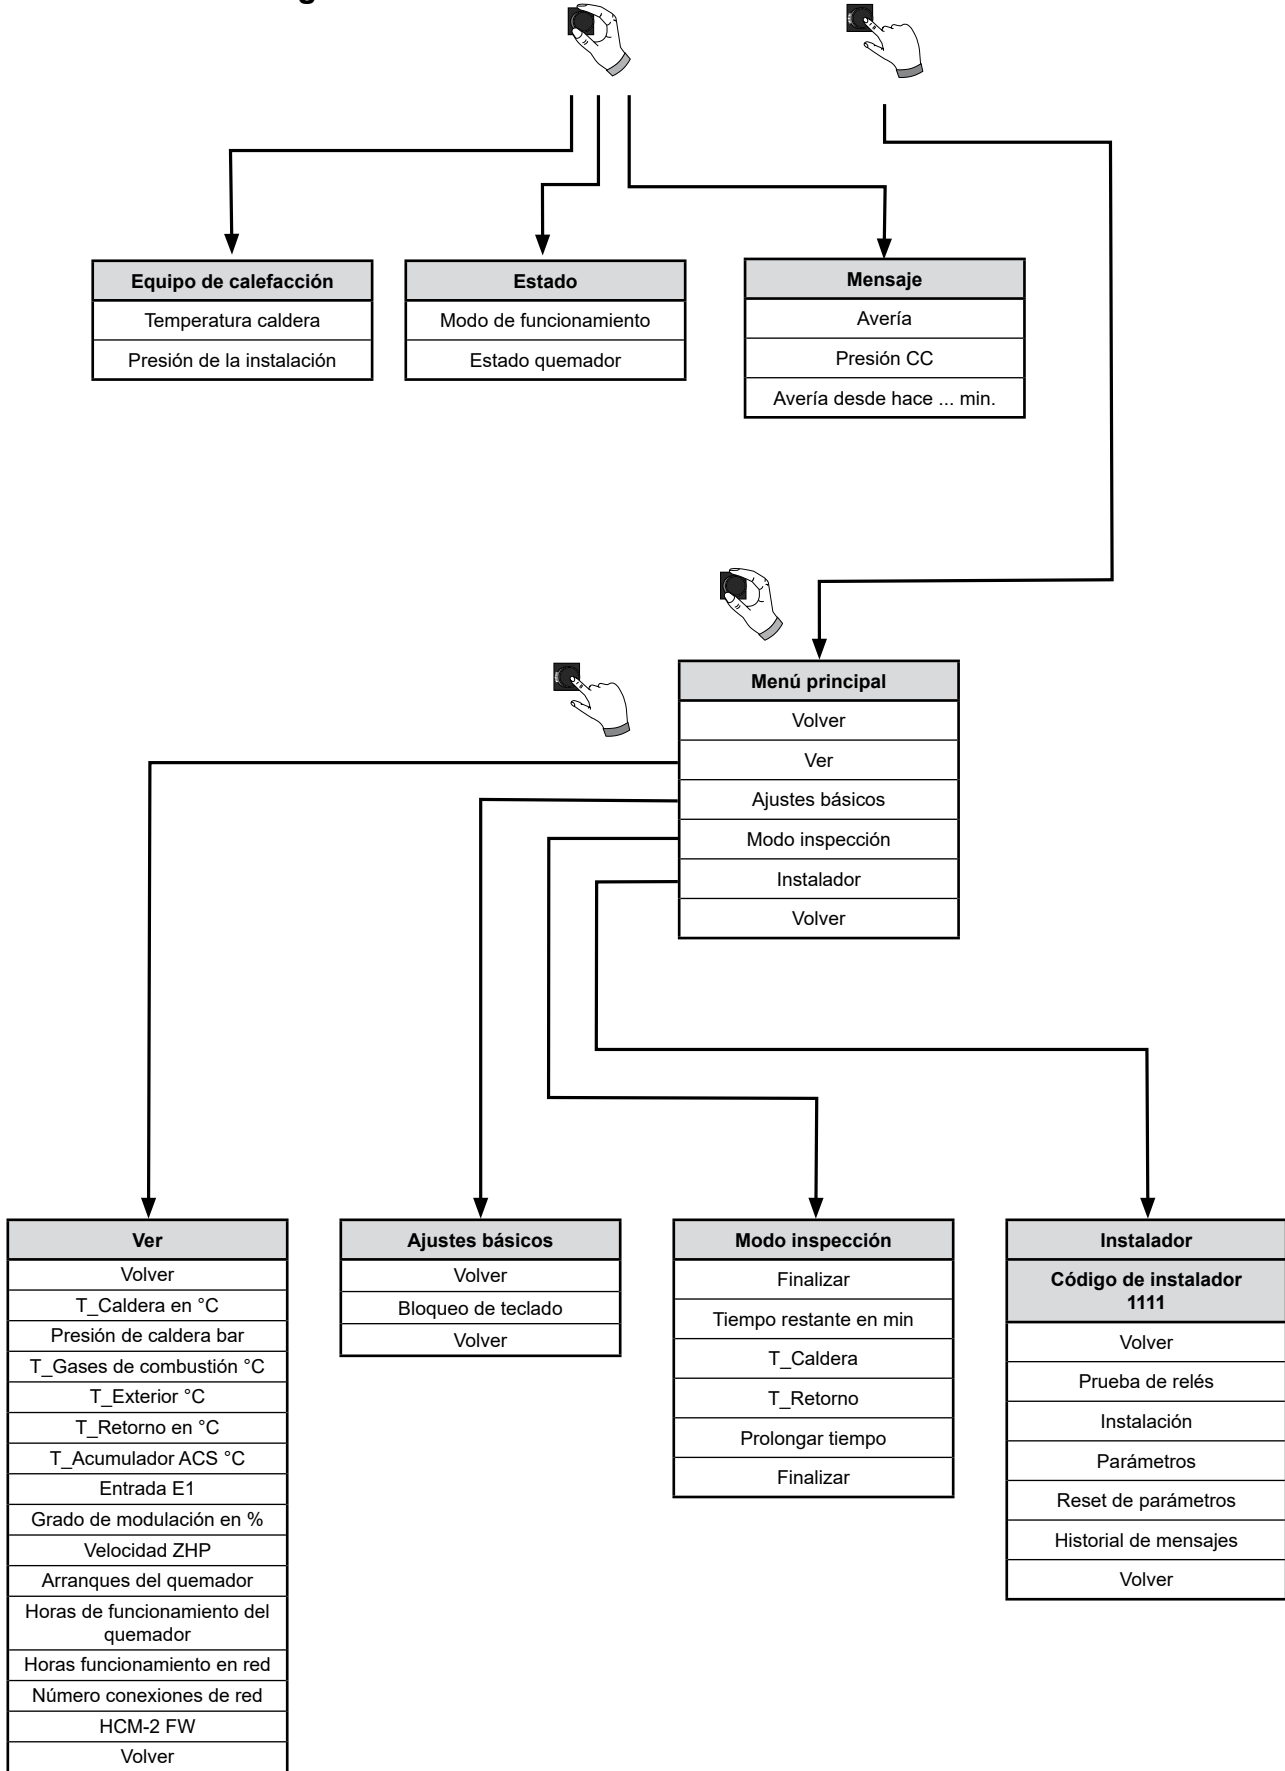 Equipo de calefacción
Temperatura caldera
Presión de la instalación
Estado
Modo de funcionamiento
Estado quemador
Mensaje
Avería
Presión CC
Avería desde hace ... min.
Menú principal
Volver
Ver
Ajustes básicos
Modo inspección
Instalador
Volver
Ver
Volver
T_Caldera en °C
Presión de caldera bar
T_Gases de combustión °C
T_Exterior °C
T_Retorno en °C
T_Acumulador ACS °C
Entrada E1
Grado de modulación en %
Velocidad ZHP
Arranques del quemador
Horas de funcionamiento del
quemador
Horas funcionamiento en red
Número conexiones de red
HCM-2 FW
Volver
Ajustes básicos
Volver
Bloqueo de teclado
Volver
Modo inspección
Finalizar
Tiempo restante en min
T_Caldera
T_Retorno
Prolongar tiempo
Finalizar
Instalador
Código de instalador
1111
Volver
Prueba de relés
Instalación
Parámetros
Reset de parámetros
Historial de mensajes
Volver